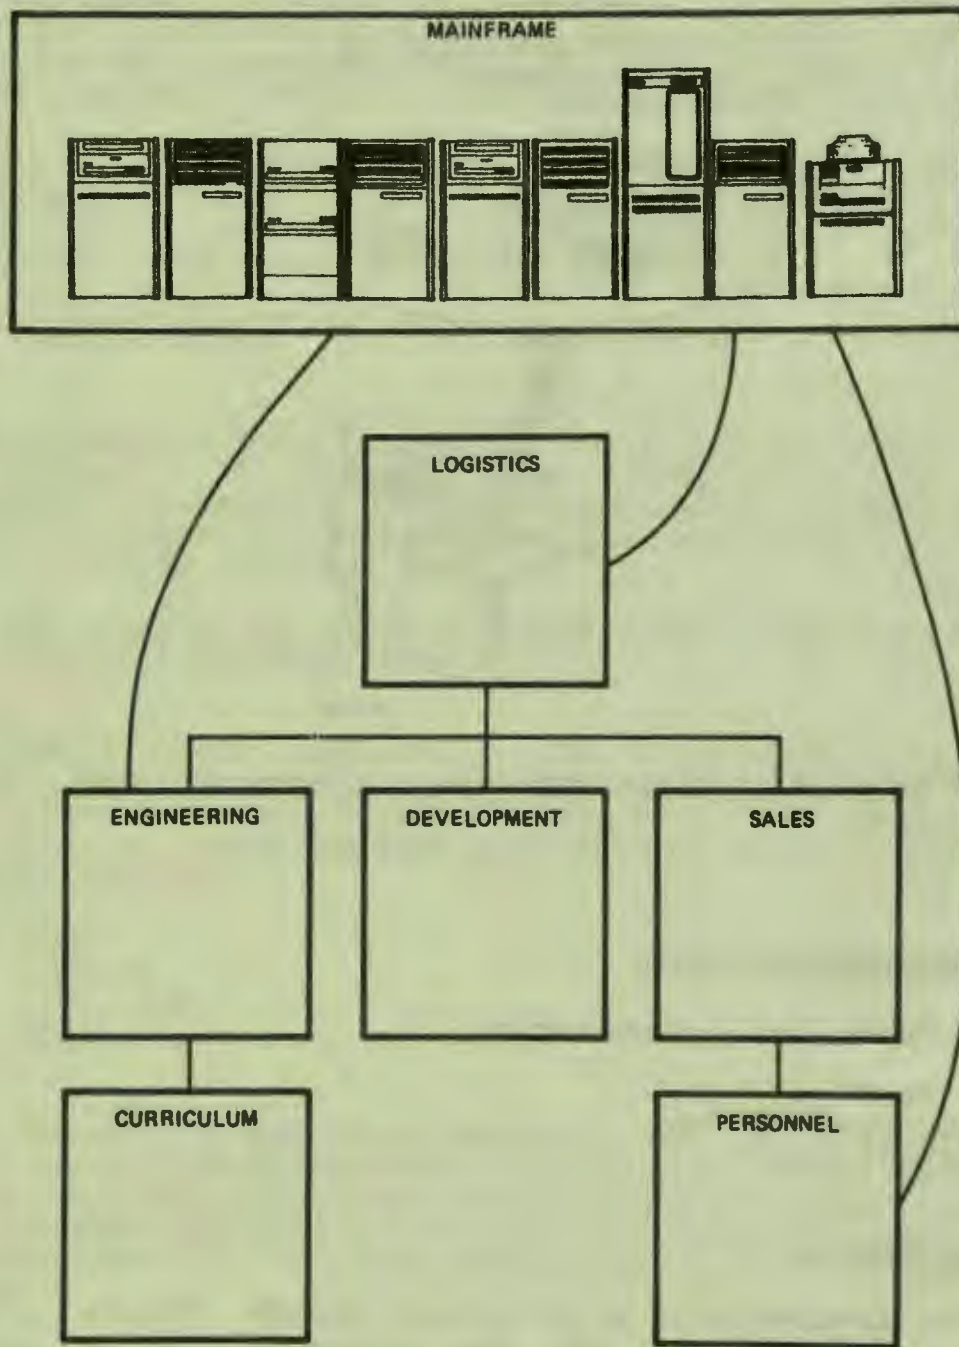 MAINFRAME
LOGISTICS
ENGINEERING
DEVELOPMENT
SALES
CURRICULUM
PERSONNEL